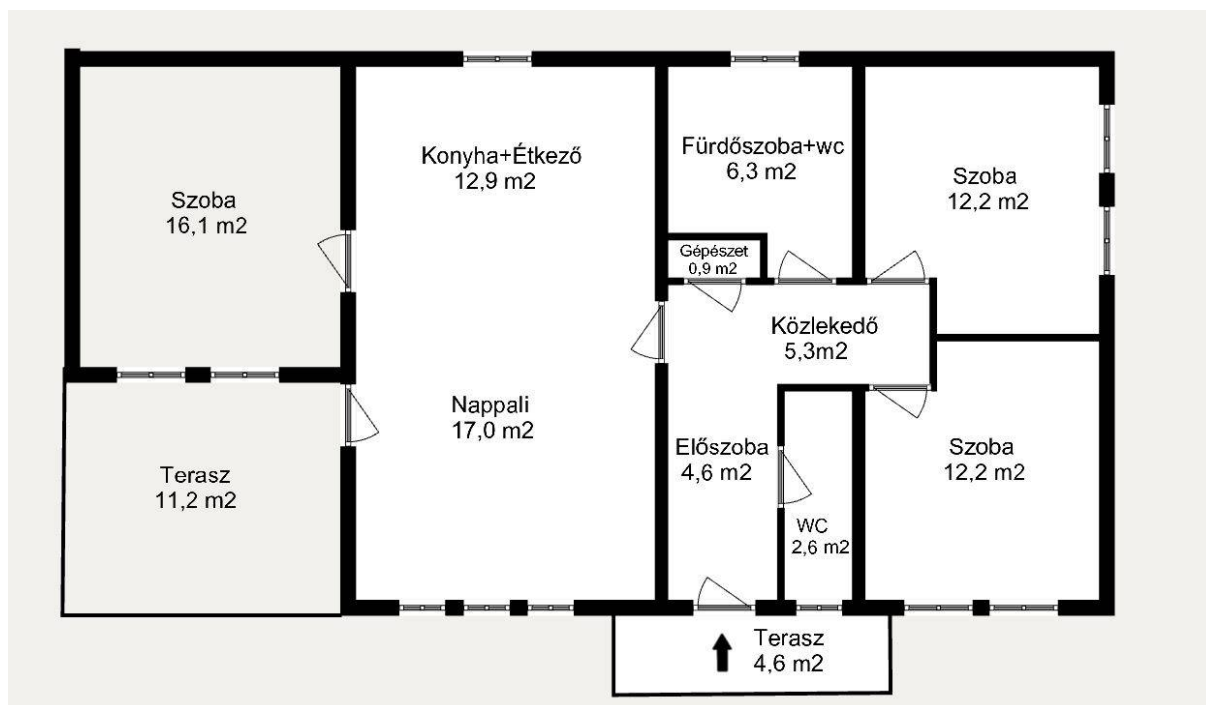 Szoba
16,1 m2
Konyha+Étkező
12,9 m2
Fürdőszoba+wc
6,3 m2
Szoba
12,2 m2
Gépészet
0,9 m2
Közlekedő
5,3m2
Nappali
17,0 m2
Előszoba
4,6 m2
Szoba
12,2 m2
Terasz
11,2 m2
WC
2,6 m2
Terasz
4,6 m2